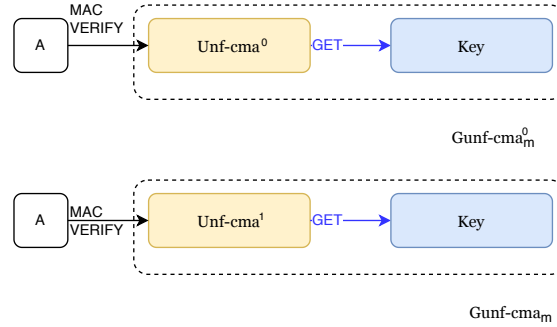 MAC
VERIFY
A
Unf-cma⁰
GET
Key
Gunf-cma⁰ₘ
MAC
VERIFY
A
Unf-cma¹
GET
Key
Gunf-cmaₘ